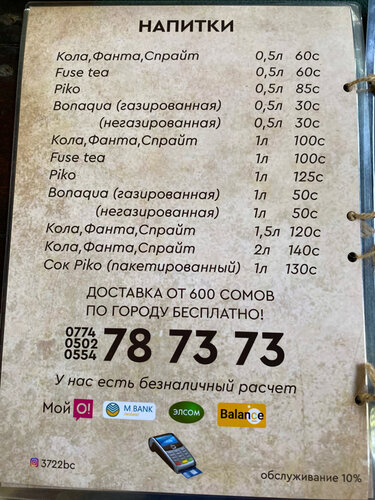 НАПИТКИ
Кола,Фанта,Спрайт 0,5л 60с
Fuse tea 0,5л 60с
Piko 0,5л 85с
Bonaqua (газированная) 0,5л 30с
(негазированная) 0,5л 30с
Кола,Фанта,Спрайт 1л 100с
Fuse tea 1л 100с
Piko 1л 125с
Bonaqua (газированная) 1л 50с
(негазированная) 1л 50с
Кола,Фанта,Спрайт 1,5л 120с
Кола,Фанта,Спрайт 2л 140с
Сок Piko (пакетированный) 1л 130с
ДОСТАВКА ОТ 600 СОМОВ
ПО ГОРОДУ БЕСПЛАТНО!
0774
0502
0554
78 73 73
У нас есть безналичный расчет
Мой О!
M BANK
ЭЛСОМ
Balance
3722bc
обслуживание 10%